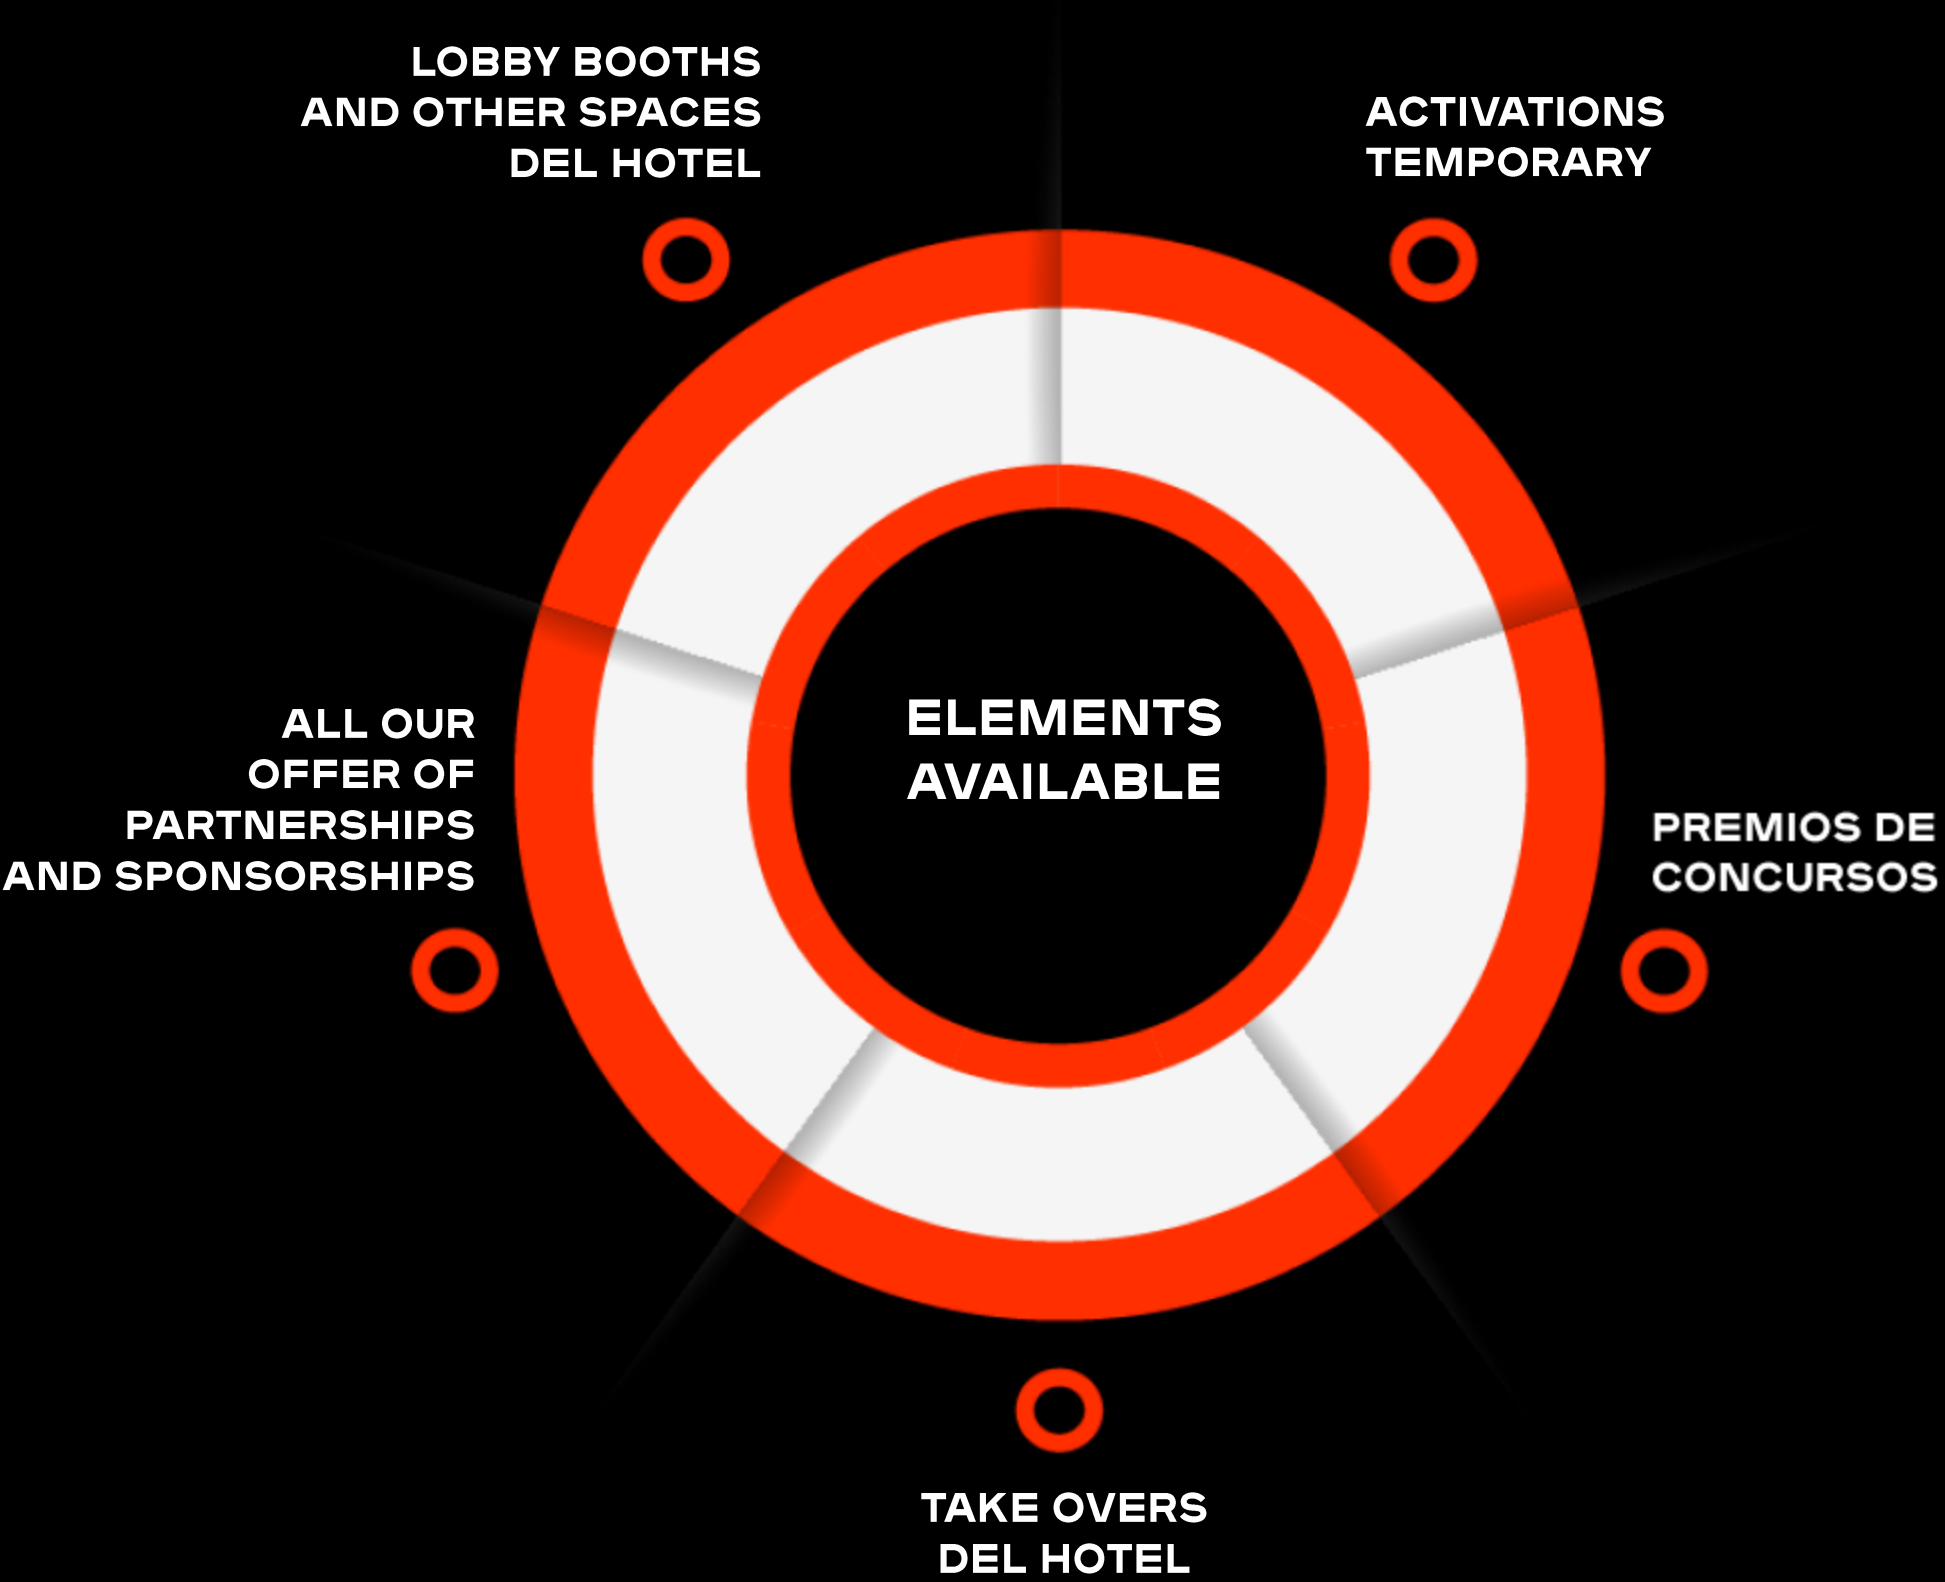 LOBBY BOOTHS
AND OTHER SPACES
DEL HOTEL
ACTIVATIONS
TEMPORARY
ELEMENTS
AVAILABLE
ALL OUR
OFFER OF
PARTNERSHIPS
AND SPONSORSHIPS
PREMIOS DE
CONCURSOS
TAKE OVERS
DEL HOTEL